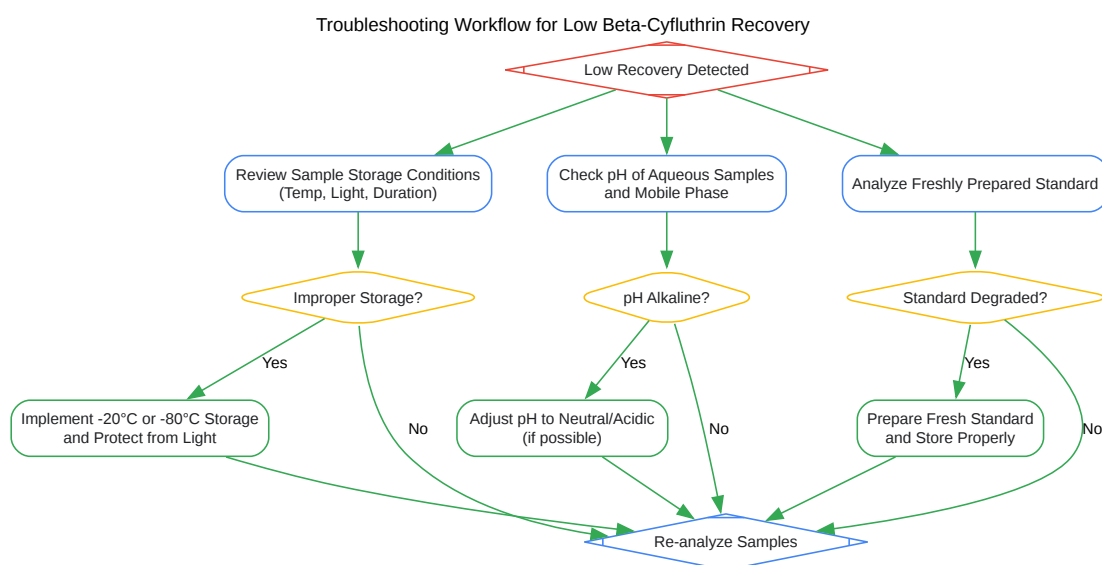 Troubleshooting Workflow for Low Beta-Cyfluthrin Recovery
Low Recovery Detected
Review Sample Storage Conditions
(Temp, Light, Duration)
Check pH of Aqueous Samples
and Mobile Phase
Analyze Freshly Prepared Standard
Improper Storage?
pH Alkaline?
Standard Degraded?
Yes
Yes
Yes
Implement -20°C or -80°C Storage
and Protect from Light
No
Adjust pH to Neutral/Acidic
(if possible)
No
Prepare Fresh Standard
and Store Properly
No
Re-analyze Samples